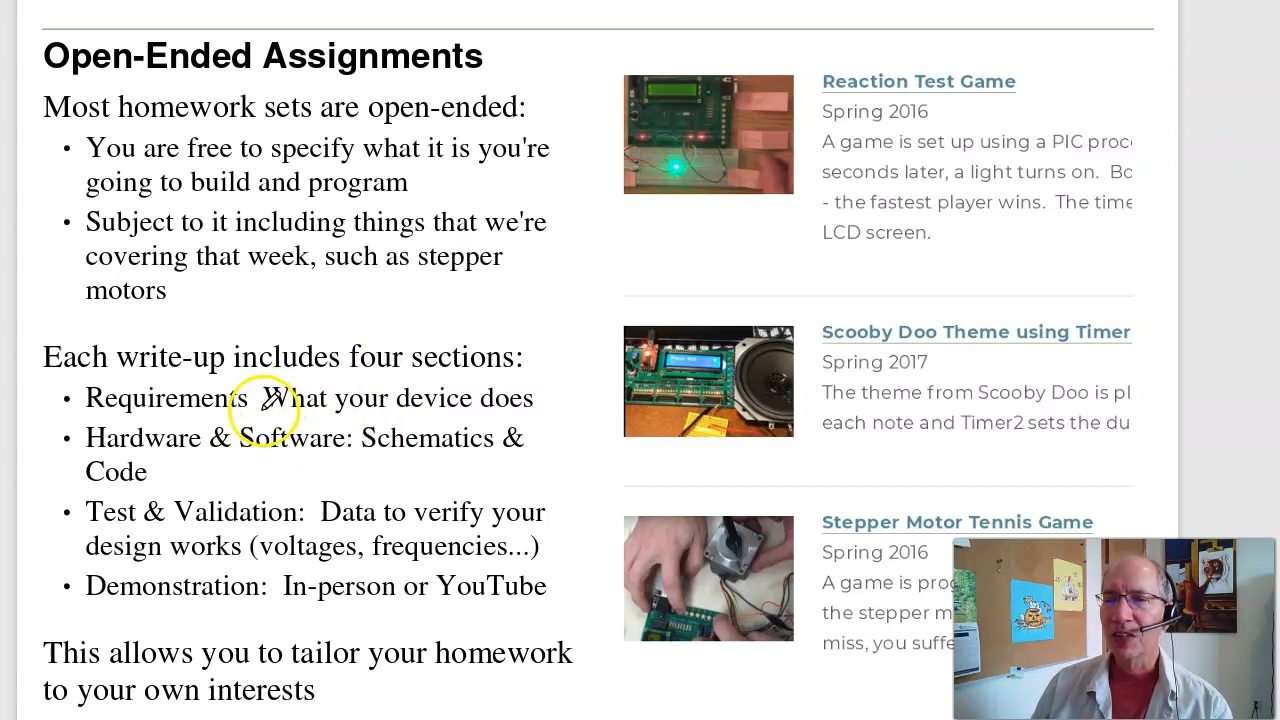 Open-Ended Assignments
Most homework sets are open-ended:
• You are free to specify what it is you're
going to build and program
• Subject to it including things that we're
covering that week, such as stepper
motors
Each write-up includes four sections:
• Requirements What your device does
• Hardware & Software: Schematics &
Code
• Test & Validation: Data to verify your
design works (voltages, frequencies...)
• Demonstration: In-person or YouTube
This allows you to tailor your homework
to your own interests
Reaction Test Game
Spring 2016
A game is set up using a PIC
seconds later, a light turns on.
- the fastest player wins. The time
LCD screen.
Scooby Doo Theme using Timer
Spring 2017
The theme from Scooby Doo is
each note and Timer2 sets the
Stepper Motor Tennis Game
Spring 2016
A game is
the stepper
miss, you